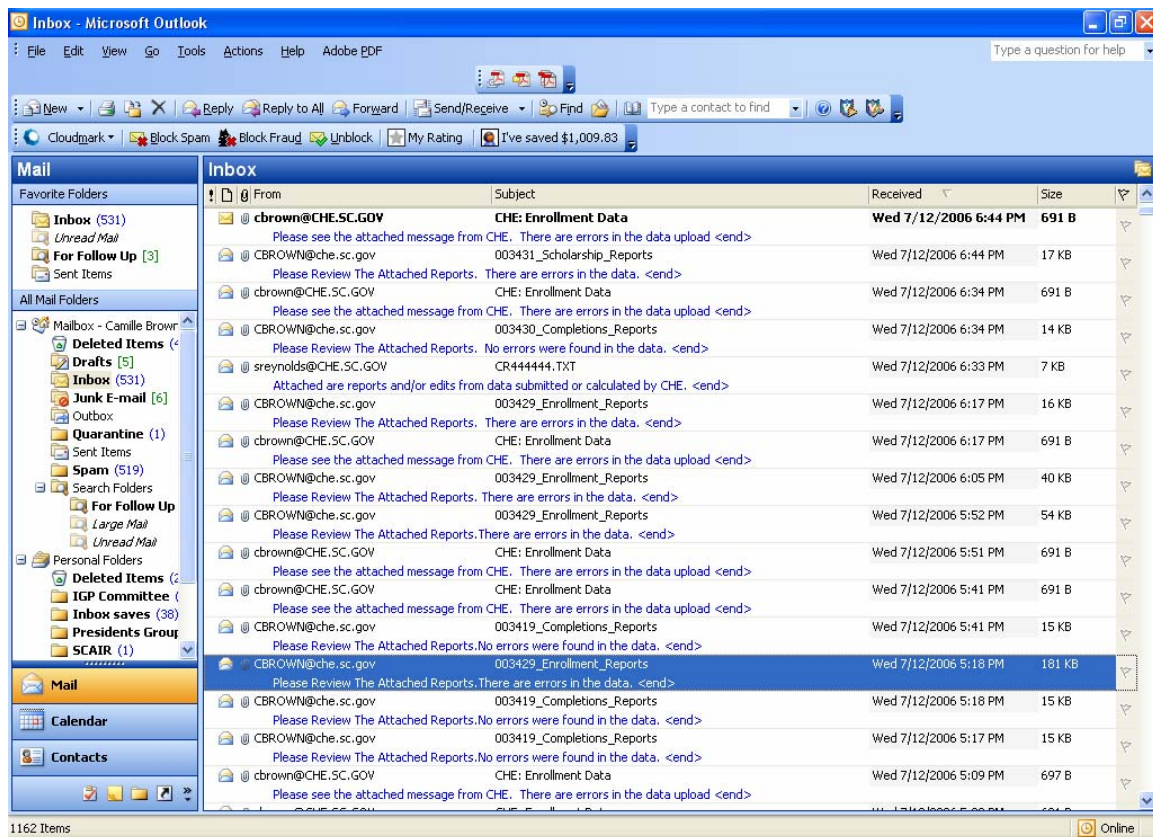 Inbox - Microsoft Outlook
File Edit View Go Tools Actions Help Adobe PDF Type a question for help
New Reply Reply to All Forward Send/Receive Find Type a contact to find
Cloudmark Block Spam Block Fraud Unblock My Rating I've saved $1,009.83
Mail Inbox
Favorite Folders
Inbox (531)
Unread Mail
For Follow Up [3]
Sent Items
All Mail Folders
Mailbox - Camille Brown
Deleted Items
Drafts [5]
Inbox (531)
Junk E-mail [6]
Outbox
Quarantine (1)
Sent Items
Spam (519)
Search Folders
For Follow Up
Large Mail
Unread Mail
Personal Folders
Deleted Items (2
IGP Committee (
Inbox saves (38)
Presidents Group
SCAIR (1)
Mail
Calendar
Contacts
! From Subject Received Size
cbrown@CHE.SC.GOV CHE: Enrollment Data Wed 7/12/2006 6:44 PM 691 B
Please see the attached message from CHE. There are errors in the data upload <end>
CBROWN@che.sc.gov 003431_Scholarship_Reports Wed 7/12/2006 6:44 PM 17 KB
Please Review The Attached Reports. There are errors in the data. <end>
cbrown@CHE.SC.GOV CHE: Enrollment Data Wed 7/12/2006 6:34 PM 691 B
Please see the attached message from CHE. There are errors in the data upload <end>
CBROWN@che.sc.gov 003430_Completions_Reports Wed 7/12/2006 6:34 PM 14 KB
Please Review The Attached Reports. No errors were found in the data. <end>
sreynolds@CHE.SC.GOV CR444444.TXT Wed 7/12/2006 6:33 PM 7 KB
Attached are reports and/or edits from data submitted or calculated by CHE. <end>
CBROWN@che.sc.gov 003429_Enrollment_Reports Wed 7/12/2006 6:17 PM 16 KB
Please Review The Attached Reports. There are errors in the data. <end>
cbrown@CHE.SC.GOV CHE: Enrollment Data Wed 7/12/2006 6:17 PM 691 B
Please see the attached message from CHE. There are errors in the data upload <end>
CBROWN@che.sc.gov 003429_Enrollment_Reports Wed 7/12/2006 6:05 PM 40 KB
Please Review The Attached Reports. There are errors in the data. <end>
CBROWN@che.sc.gov 003429_Enrollment_Reports Wed 7/12/2006 5:52 PM 54 KB
Please Review The Attached Reports.There are errors in the data. <end>
cbrown@CHE.SC.GOV CHE: Enrollment Data Wed 7/12/2006 5:51 PM 691 B
Please see the attached message from CHE. There are errors in the data upload <end>
cbrown@CHE.SC.GOV CHE: Enrollment Data Wed 7/12/2006 5:41 PM 691 B
Please see the attached message from CHE. There are errors in the data upload <end>
CBROWN@che.sc.gov 003419_Completions_Reports Wed 7/12/2006 5:41 PM 15 KB
Please Review The Attached Reports.No errors were found in the data. <end>
CBROWN@che.sc.gov 003429_Enrollment_Reports Wed 7/12/2006 5:18 PM 181 KB
Please Review The Attached Reports.There are errors in the data. <end>
CBROWN@che.sc.gov 003419_Completions_Reports Wed 7/12/2006 5:18 PM 15 KB
Please Review The Attached Reports.No errors were found in the data. <end>
CBROWN@che.sc.gov 003419_Completions_Reports Wed 7/12/2006 5:17 PM 15 KB
Please Review The Attached Reports.No errors were found in the data. <end>
cbrown@CHE.SC.GOV CHE: Enrollment Data Wed 7/12/2006 5:09 PM 697 B
Please see the attached message from CHE. There are errors in the data upload <end>
1162 Items Online